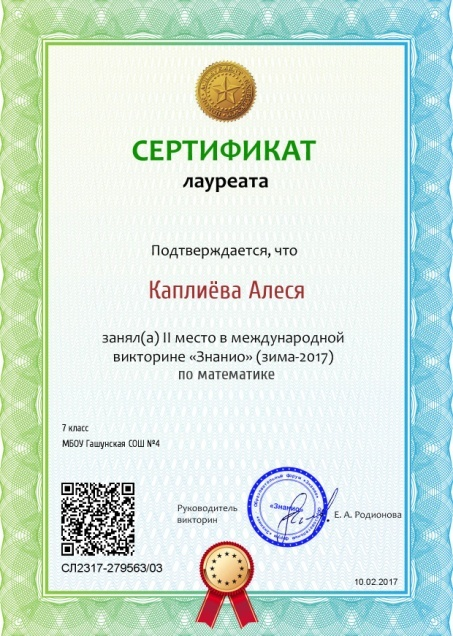 СЕРТИФИКАТ
лауреата
Подтверждается, что
Каплиёва Алеся
занял(а) II место в международной
викторине «Знанио» (зима-2017)
по математике
7 класс
МБОУ Гашунская СОШ №4
Руководитель
викторин
«Знанио»
Е. А. Родионова
СЛ2317-279563/03
10.02.2017